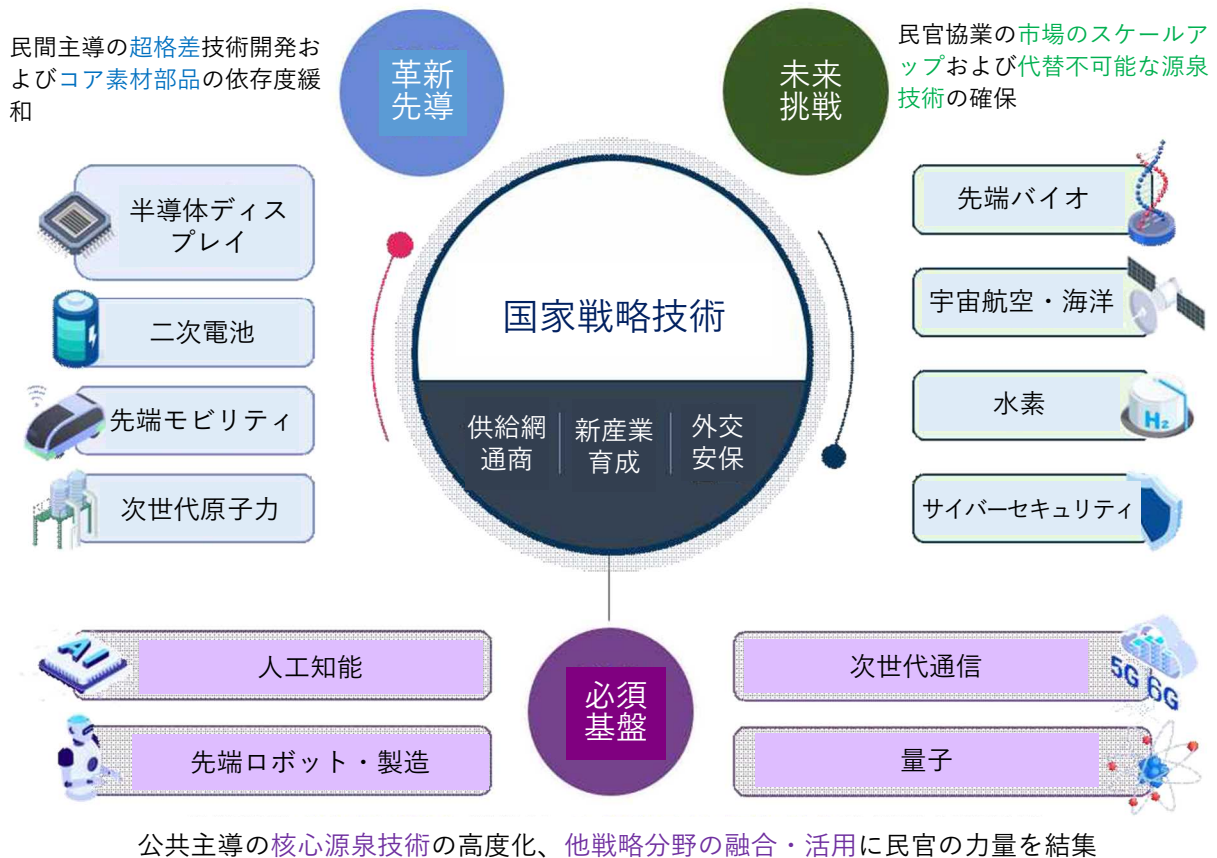 民間主導の超格差技術開発お
よびコア素材部品の依存度緩
和
革新
先導
未来
挑戦
民官協業の市場のスケールア
ップおよび代替不可能な源泉
技術の確保
半導体ディス
プレイ
二次電池
先端モビリティ
次世代原子力
国家戦略技術
供給網
通商
新産業
育成
外交
安保
先端バイオ
宇宙航空・海洋
水素
H₂
サイバーセキュリティ
AI
人工知能
先端ロボット・製造
必須
基盤
次世代通信
5G 6G
量子
公共主導の核心源泉技術の高度化、他戦略分野の融合・活用に民官の力量を結集